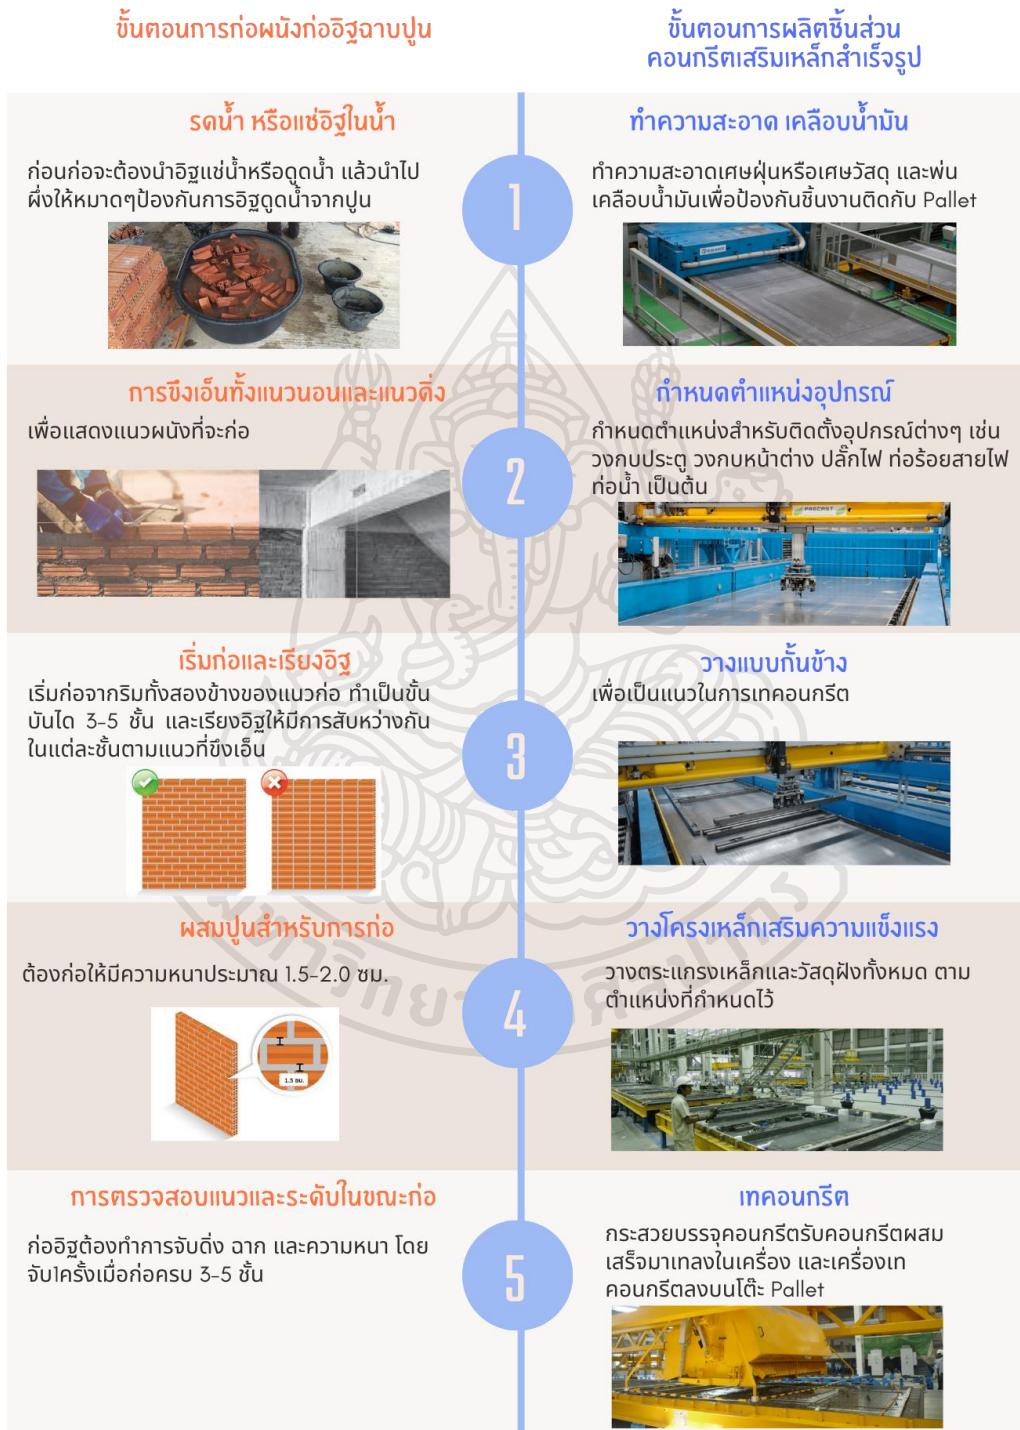 ขั้นตอนการก่อผนังก่ออิฐฉาบปูน
ขั้นตอนการผลิตชิ้นส่วน
คอนกรีตเสริมเหล็กสำเร็จรูป
รดน้ำ หรือแช่อิฐในน้ำ
ก่อนก่อจะต้องนำอิฐแช่น้ำหรือดูดน้ำ แล้วนำไป
ผึ่งให้หมาดๆป้องกันการอิฐดูดน้ำจากปูน
1
ทำความสะอาด เคลือบน้ำมัน
ทำความสะอาดเศษฝุ่นหรือเศษวัสดุ และพ่น
เคลือบน้ำมันเพื่อป้องกันชิ้นงานติดกับ Pallet
การขึงเอ็นทั้งแนวนอนและแนวดิ่ง
เพื่อแสดงแนวผนังที่จะก่อ
2
กำหนดตำแหน่งอุปกรณ์
กำหนดตำแหน่งสำหรับติดตั้งอุปกรณ์ต่างๆ เช่น
วงกบประตู วงกบหน้าต่าง ปลั๊กไฟ ท่อร้อยสายไฟ
ท่อน้ำ เป็นต้น
PRECAST
เริ่มก่อและเรียงอิฐ
เริ่มก่อจากริมทั้งสองข้างของแนวก่อ ทำเป็นขั้น
บันได 3-5 ชั้น และเรียงอิฐให้มีการสับหว่างกัน
ในแต่ละชั้นตามแนวที่ขึงเอ็น
3
วางแบบกั้นข้าง
เพื่อเป็นแนวในการเทคอนกรีต
ผสมปูนสำหรับการก่อ
ต้องก่อให้มีความหนาประมาณ 1.5-2.0 ซม.
1.5 ซม.
4
วางโครงเหล็กเสริมความแข็งแรง
วางตระแกรงเหล็กและวัสดุฝังทั้งหมด ตาม
ตำแหน่งที่กำหนดไว้
การตรวจสอบแนวและระดับในขณะก่อ
ก่ออิฐต้องทำการจับดิ่ง ฉาก และความหนา โดย
จับ1ครั้งเมื่อก่อครบ 3-5 ชั้น
5
เทคอนกรีต
กระสวยบรรจุคอนกรีตรับคอนกรีตผสม
เสร็จมาเทลงในเครื่อง และเครื่องเท
คอนกรีตลงบนโต๊ะ Pallet